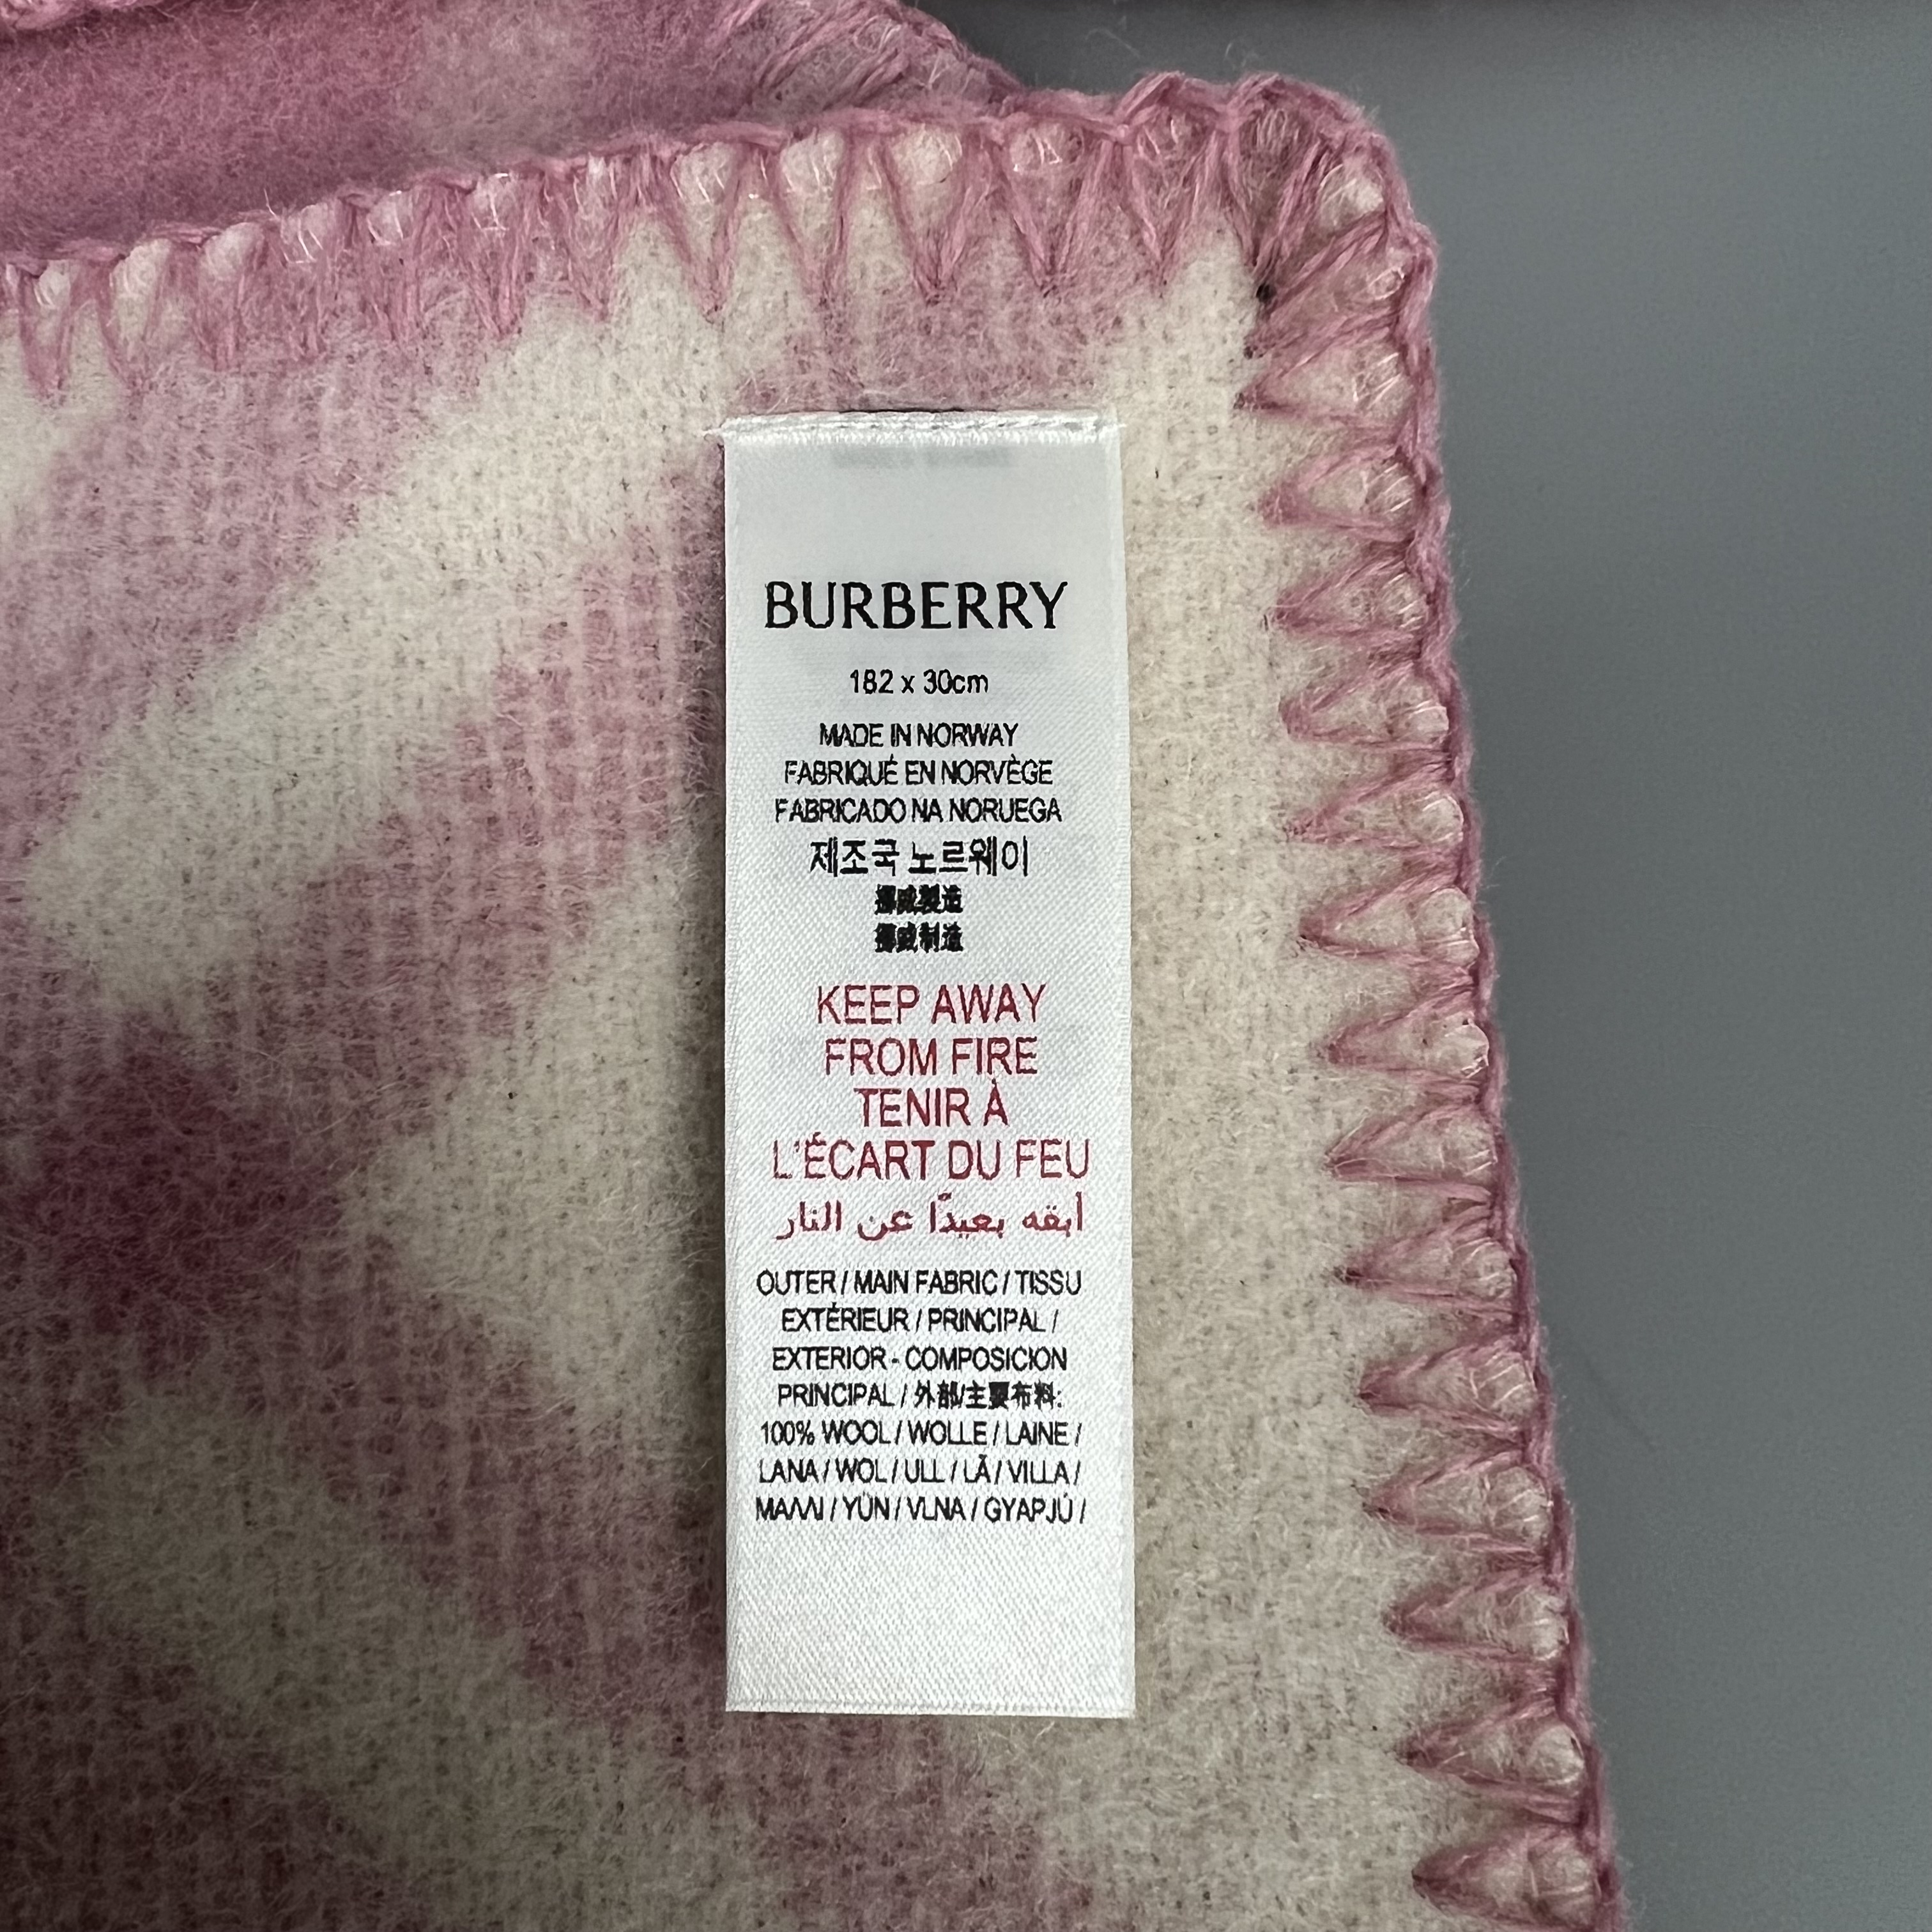 BURBERRY
182 x 30cm
MADE IN NORWAY
FABRIQUÉ EN NORVÈGE
FABRICADO NA NORUEGA
제조국 노르웨이
挪威製造
挪威制造
KEEP AWAY
FROM FIRE
TENIR À
L'ÉCART DU FEU
أبقه بعيدًا عن النار
OUTER / MAIN FABRIC / TISSU
EXTÉRIEUR / PRINCIPAL /
EXTERIOR - COMPOSICION
PRINCIPAL / 外部/主要布料:
100% WOOL / WOLLE / LAINE /
LANA / WOL / ULL / LÃ / VILLA /
ΜΑΛΛΙ / YÜN / VLNA / GYAPJÚ /